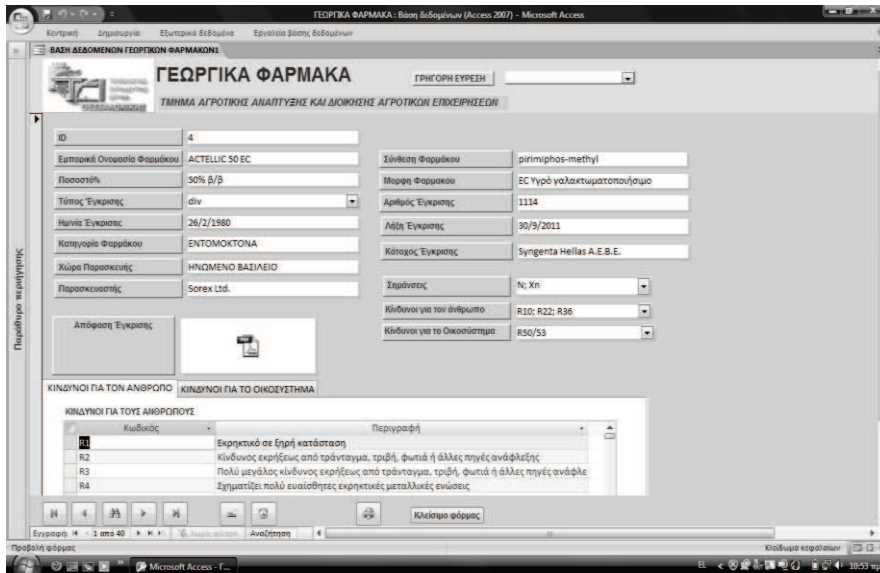 ΓΕΩΡΓΙΚΑ ΦΑΡΜΑΚΑ : Βάση δεδομένων (Access 2007) - Microsoft Access
Κεντρική Δημιουργία Εξωτερικά δεδομένα Εργαλεία βάσης δεδομένων
ΒΑΣΗ ΔΕΔΟΜΕΝΩΝ ΓΕΩΡΓΙΚΩΝ ΦΑΡΜΑΚΩΝ1
ΓΕΩΡΓΙΚΑ ΦΑΡΜΑΚΑ
ΓΡΗΓΟΡΗ ΕΥΡΕΣΗ
ΤΜΗΜΑ ΑΓΡΟΤΙΚΗΣ ΑΝΑΠΤΥΞΗΣ ΚΑΙ ΔΙΟΙΚΗΣΗΣ ΑΓΡΟΤΙΚΩΝ ΕΠΙΧΕΙΡΗΣΕΩΝ
ID 4
Εμπορική Ονομασία Φαρμάκου ACTELLIC 50 EC
Σύνθεση Φαρμάκου pirimiphos-methyl
Ποσοστό% 50% β/β
Μορφη Φαρμακου EC Υγρό γαλακτωματοποιήσιμο
Τύπος Έγκρισης div
Αριθμός Έγκρισης 1114
Ημ/νία Έγκρισης 26/2/1980
Λήξη Έγκρισης 30/9/2011
Κατηγορία Φαρμάκου ΕΝΤΟΜΟΚΤΟΝΑ
Κάτοχος Έγκρισης Syngenta Hellas Α.Ε.Β.Ε.
Χώρα Παρασκευής ΗΝΩΜΕΝΟ ΒΑΣΙΛΕΙΟ
Παρασκευαστής Sorex Ltd.
Σημάνσεις N; Xn
Κίνδυνοι για τον άνθρωπο R10; R22; R36
Κίνδυνοι για το Οικοσύστημα R50/53
Απόφαση Έγκρισης
Παράθυρο περιήγησης
ΚΙΝΔΥΝΟΙ ΓΙΑ ΤΟΝ ΑΝΘΡΩΠΟ ΚΙΝΔΥΝΟΙ ΓΙΑ ΤΟ ΟΙΚΟΣΥΣΤΗΜΑ
ΚΙΝΔΥΝΟΙ ΓΙΑ ΤΟΥΣ ΑΝΘΡΩΠΟΥΣ
Κωδικός Περιγραφή
R1 Εκρηκτικό σε ξηρή κατάσταση
R2 Κίνδυνος εκρήξεως από τράνταγμα, τριβή, φωτιά ή άλλες πηγές ανάφλεξης
R3 Πολύ μεγάλος κίνδυνος εκρήξεως από τράνταγμα, τριβή, φωτιά ή άλλες πηγές ανάφλε
R4 Σχηματίζει πολύ ευαίσθητες εκρηκτικές μεταλλικές ενώσεις
Κλείσιμο φόρμας
Εγγραφή: 1 από 40 Χωρίς φίλτρο Αναζήτηση
Προβολή φόρμας Κλείδωμα κεφαλαίων
Microsoft Access - Γ... EL 10:53 πμ